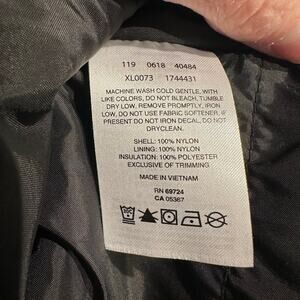 119 0618 40484
XL0073 1744431
MACHINE WASH COLD GENTLE, WITH
LIKE COLORS, DO NOT BLEACH, TUMBLE
DRY LOW, REMOVE PROMPTLY, IRON
LOW, DO NOT USE FABRIC SOFTENER, IF
PRESENT DO NOT IRON DECAL, DO NOT
DRYCLEAN.
SHELL: 100% NYLON
LINING: 100% NYLON
INSULATION: 100% POLYESTER
EXCLUSIVE OF TRIMMING
MADE IN VIETNAM
RN 69724
CA 05367